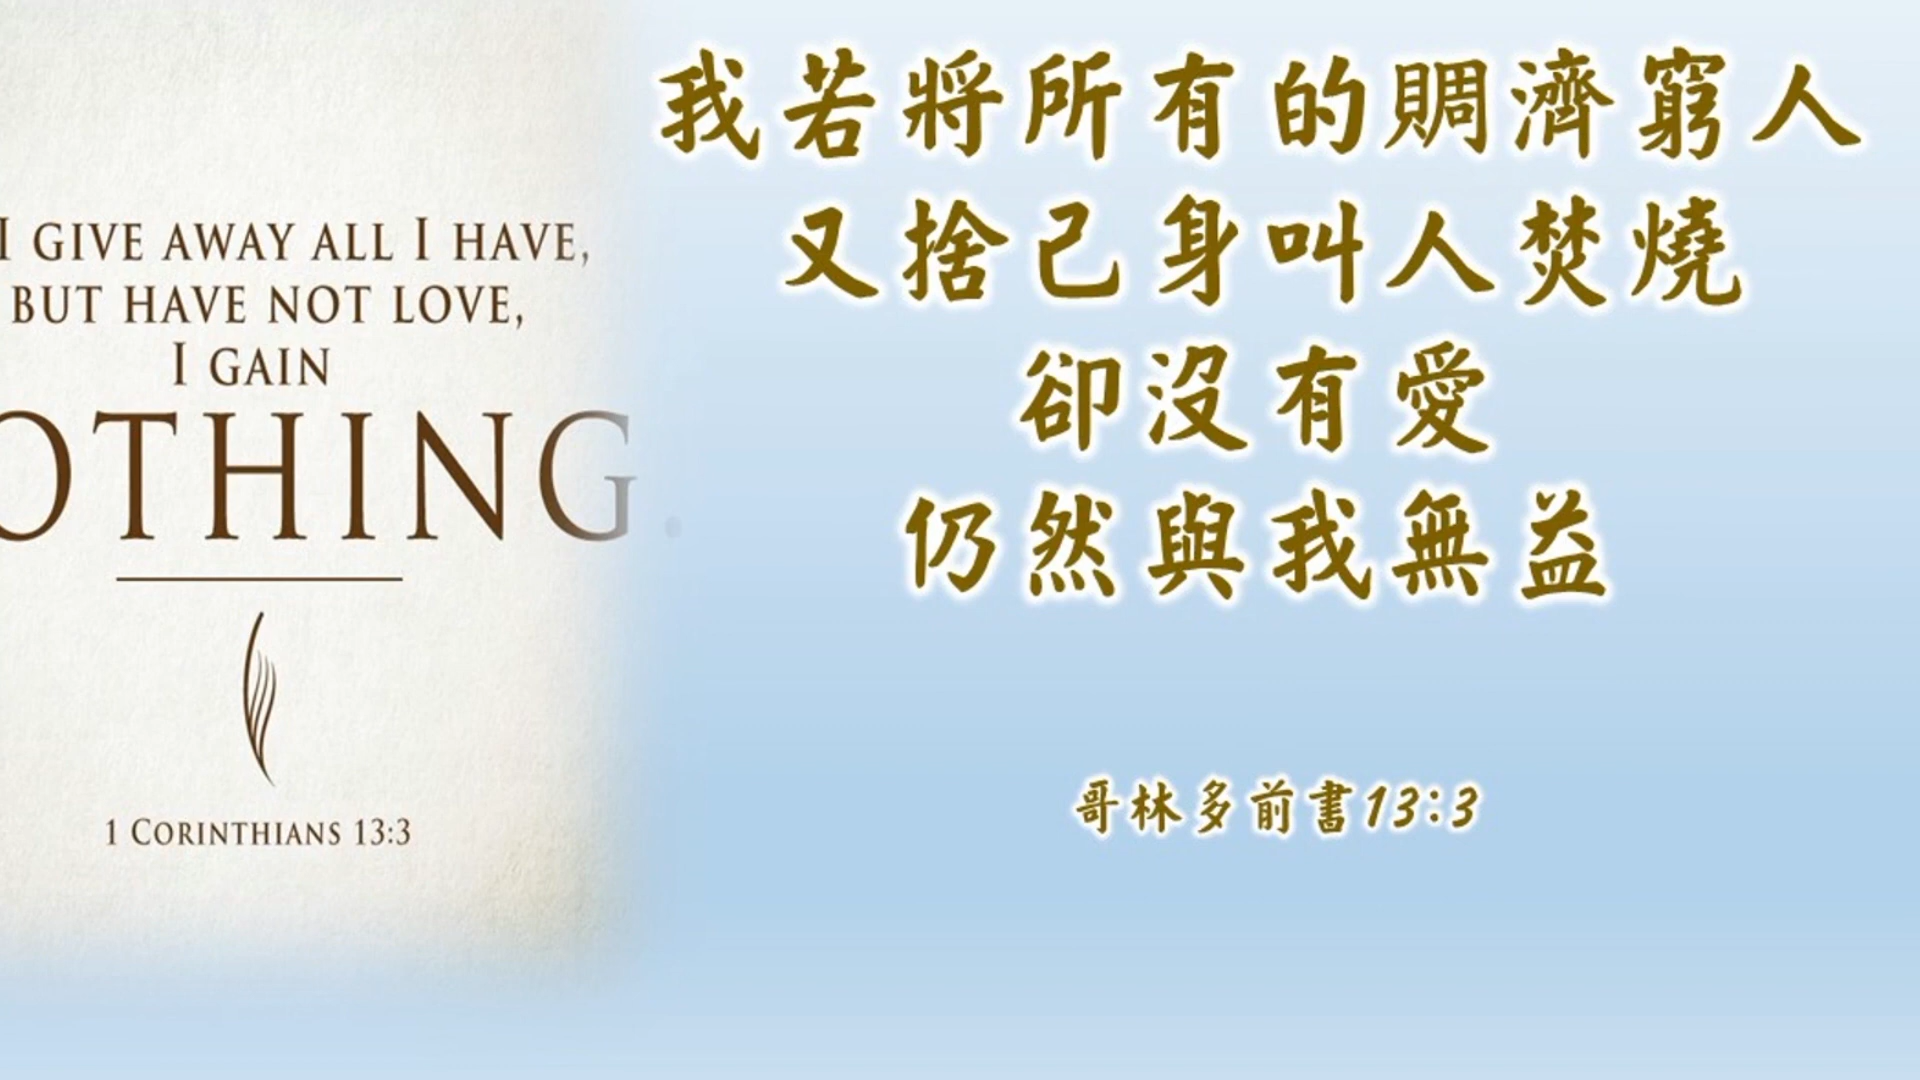 I GIVE AWAY ALL I HAVE,
BUT HAVE NOT LOVE,
I GAIN
OTHING.
1 CORINTHIANS 13:3
我若將所有的賙濟窮人
又捨己身叫人焚燒
卻沒有愛
仍然與我無益
哥林多前書13:3